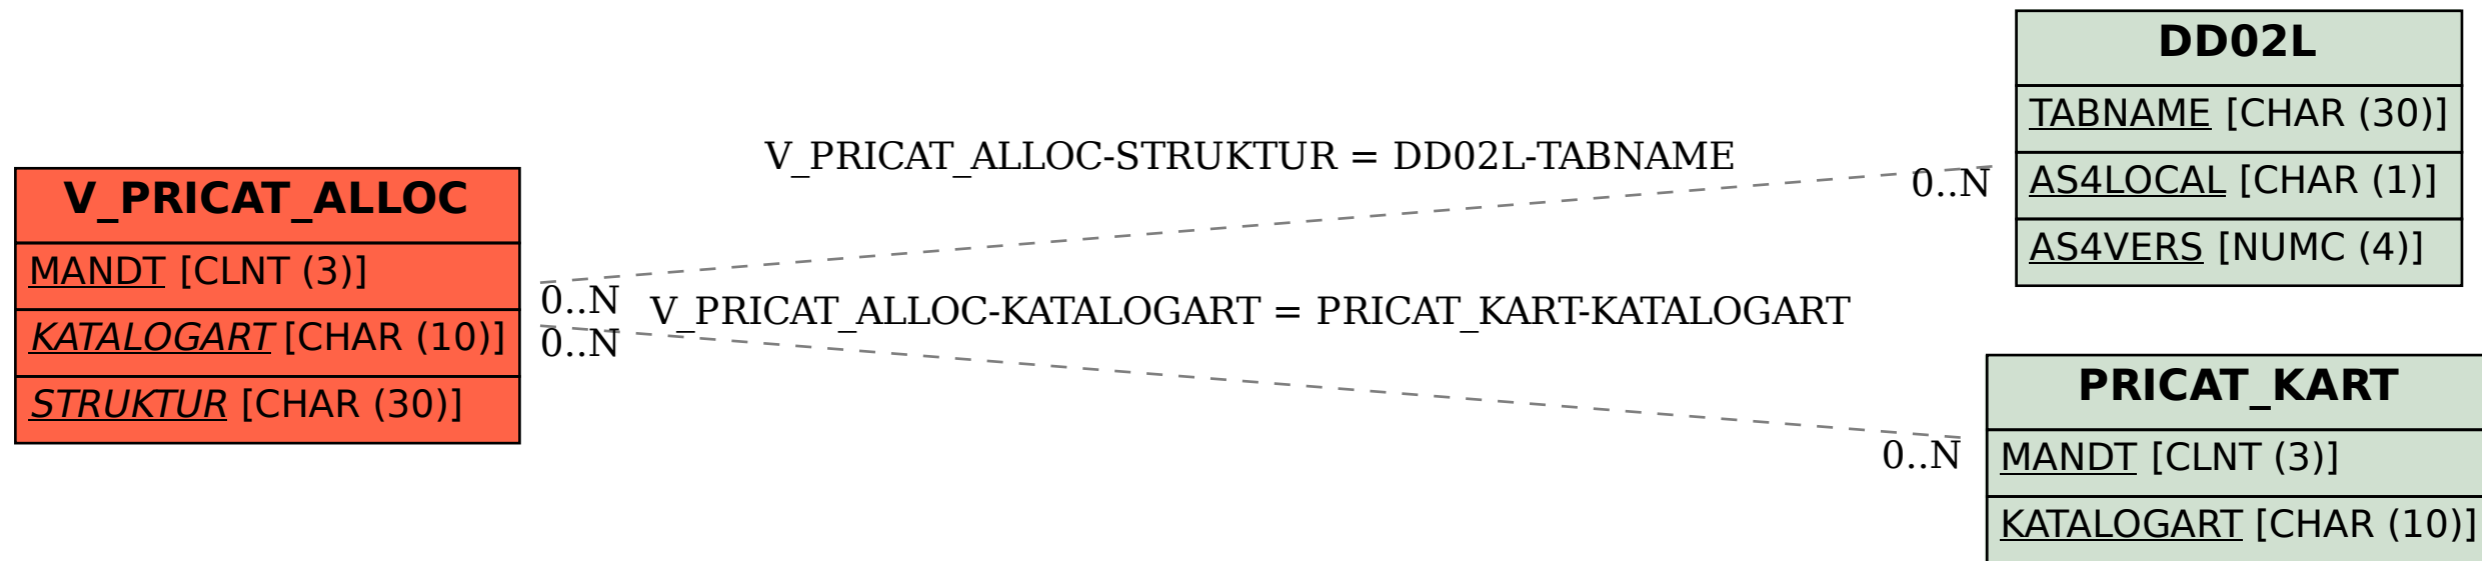 V_PRICAT_ALLOC
MANDT [CLNT (3)]
KATALOGART [CHAR (10)]
STRUKTUR [CHAR (30)]
V_PRICAT_ALLOC-STRUKTUR = DD02L-TABNAME
0..N
0..N
V_PRICAT_ALLOC-KATALOGART = PRICAT_KART-KATALOGART
0..N
0..N
DD02L
TABNAME [CHAR (30)]
AS4LOCAL [CHAR (1)]
AS4VERS [NUMC (4)]
PRICAT_KART
MANDT [CLNT (3)]
KATALOGART [CHAR (10)]